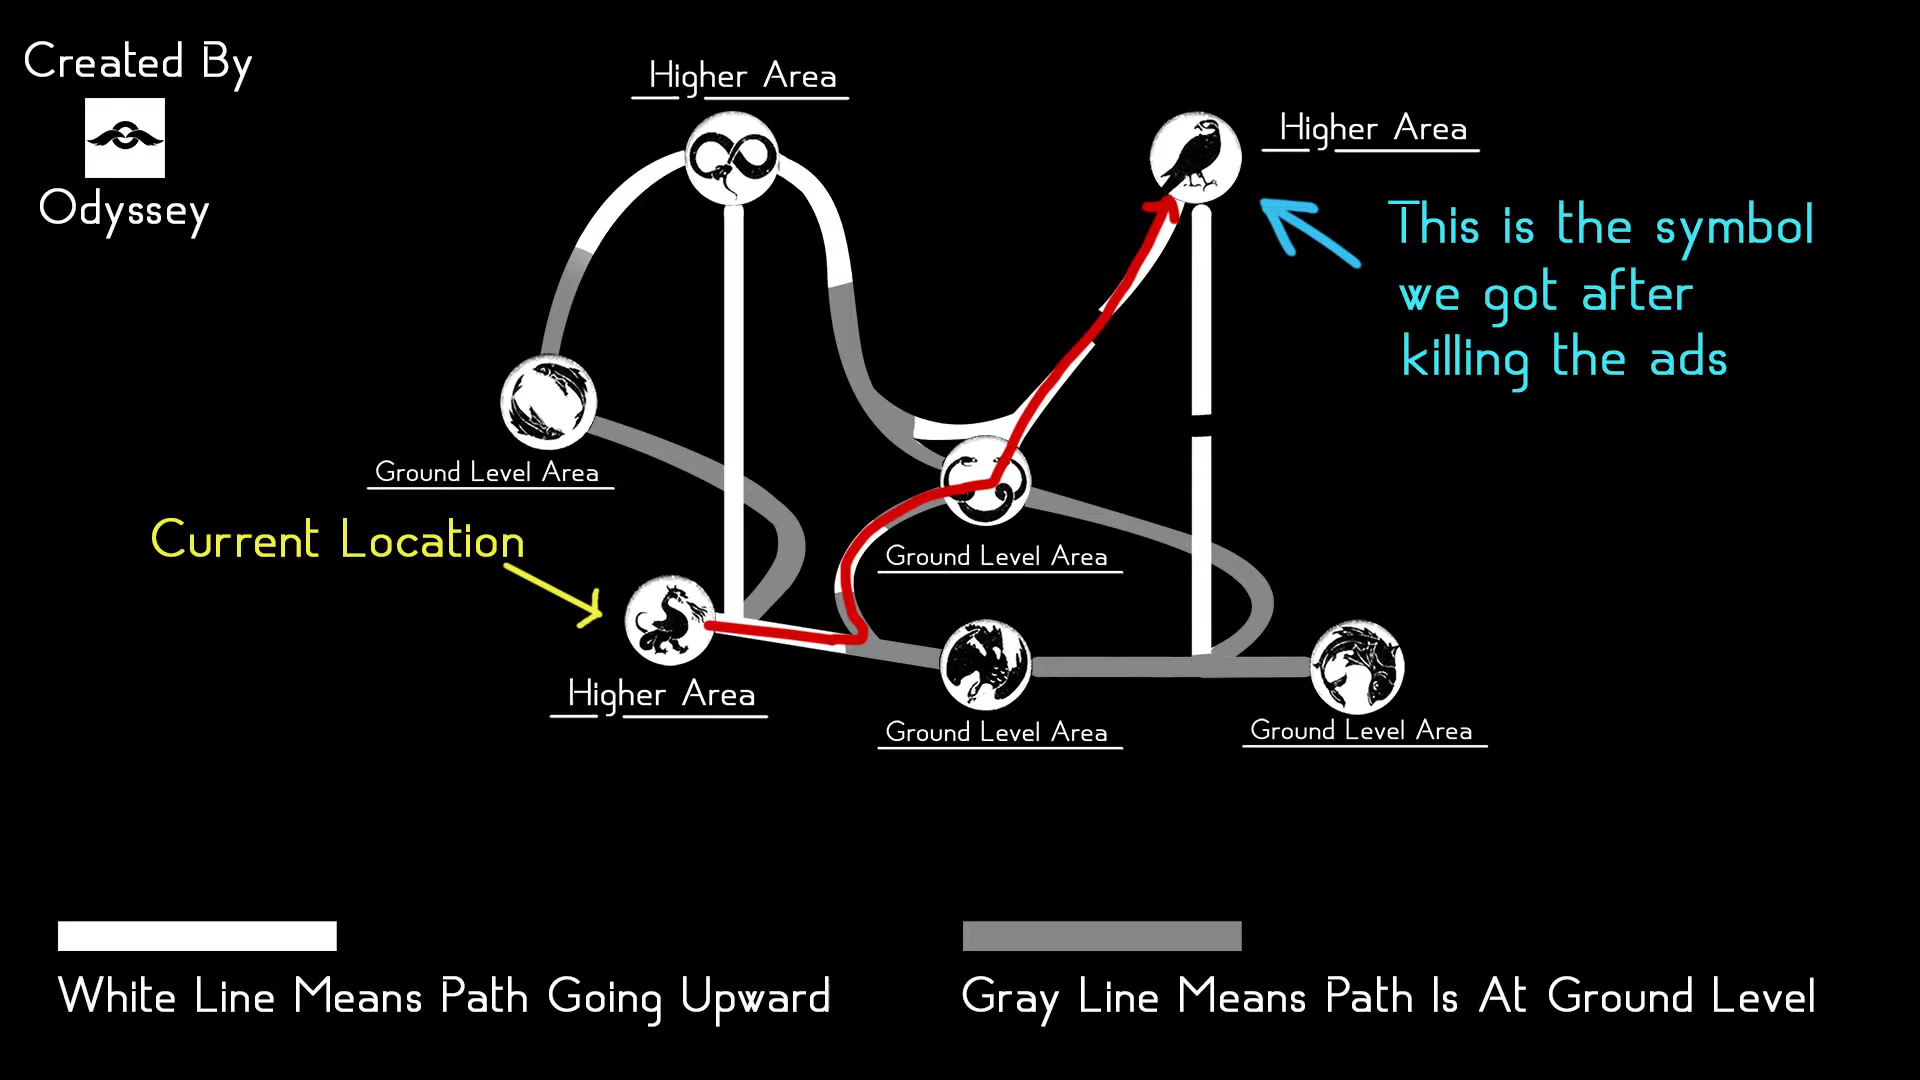 Created By
Odyssey
Higher Area
Higher Area
This is the symbol
we got after
killing the ads
Ground Level Area
Current Location
Ground Level Area
Higher Area
Ground Level Area
Ground Level Area
White Line Means Path Going Upward
Gray Line Means Path Is At Ground Level